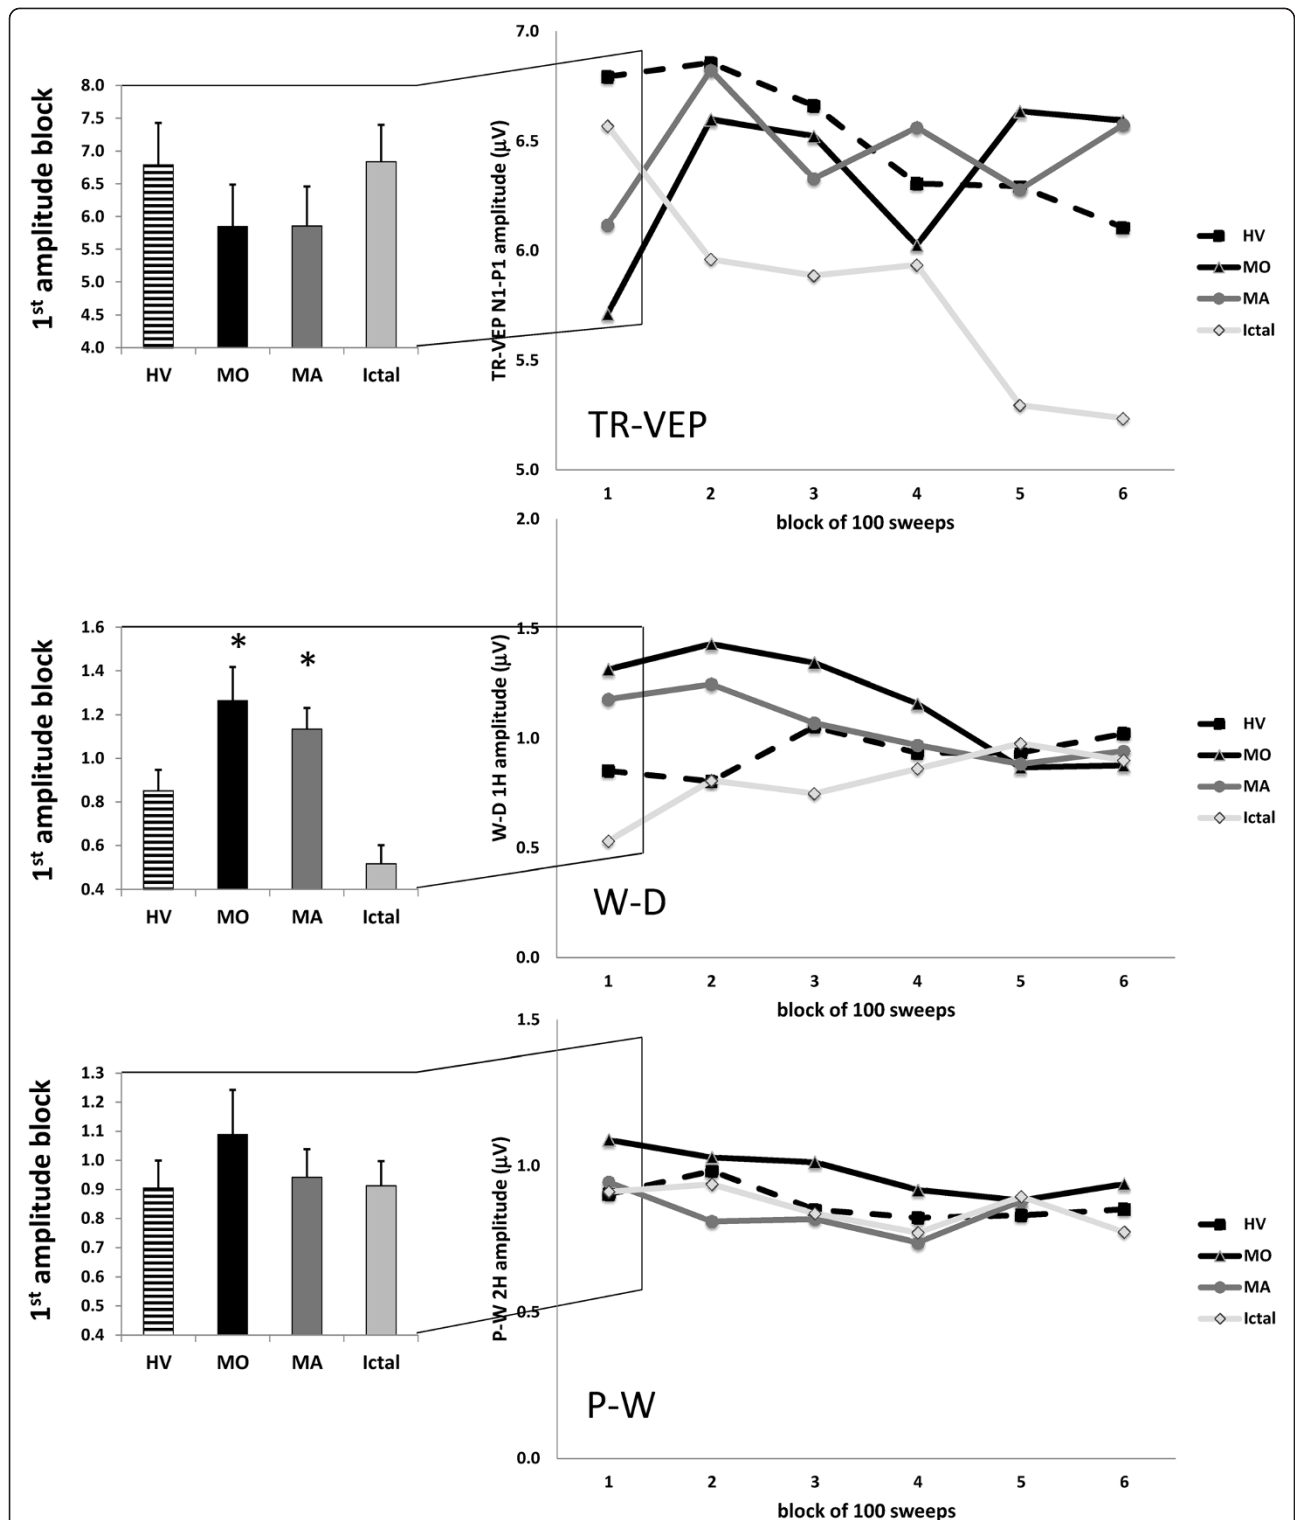 1st amplitude block
8.0
7.5
7.0
6.5
6.0
5.5
5.0
4.5
4.0
HV MO MA Ictal
TR-VEP N1-P1 amplitude (μV)
7.0
6.5
6.0
5.5
5.0
TR-VEP
1 2 3 4 5 6
block of 100 sweeps
HV
MO
MA
Ictal
1st amplitude block
1.6
1.4
1.2
1.0
0.8
0.6
0.4
* *
HV MO MA Ictal
W-D 1H amplitude (μV)
2.0
1.5
1.0
0.5
0.0
W-D
1 2 3 4 5 6
block of 100 sweeps
HV
MO
MA
Ictal
1st amplitude block
1.3
1.2
1.1
1.0
0.9
0.8
0.7
0.6
0.5
0.4
HV MO MA Ictal
P-W 2H amplitude (μV)
1.5
1.0
0.5
0.0
P-W
1 2 3 4 5 6
block of 100 sweeps
HV
MO
MA
Ictal